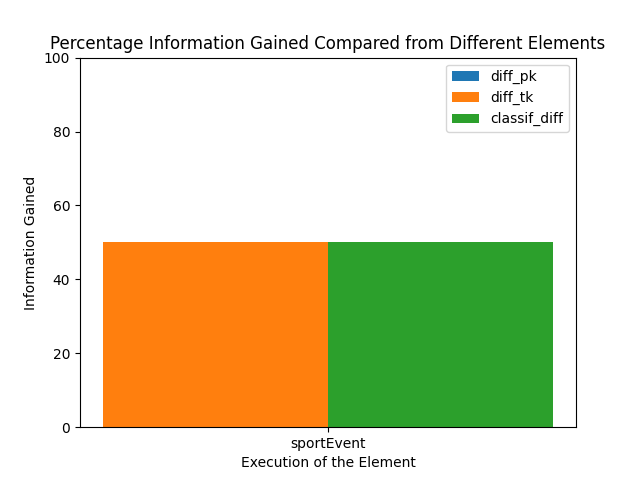 Percentage Information Gained Compared from Different Elements
100
80
60
40
20
0
Information Gained
diff_pk
diff_tk
classif_diff
sportEvent
Execution of the Element